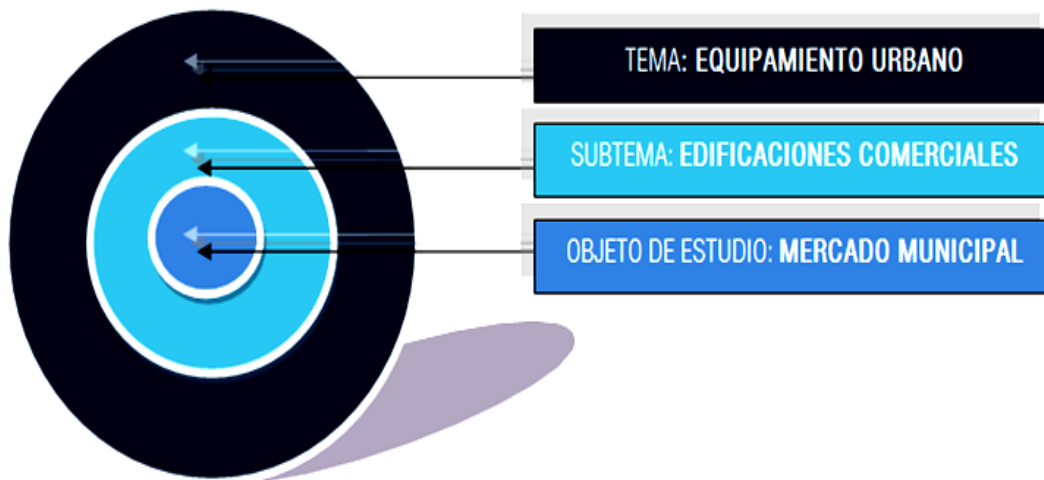 TEMA: EQUIPAMIENTO URBANO
SUBTEMA: EDIFICACIONES COMERCIALES
OBJETO DE ESTUDIO: MERCADO MUNICIPAL